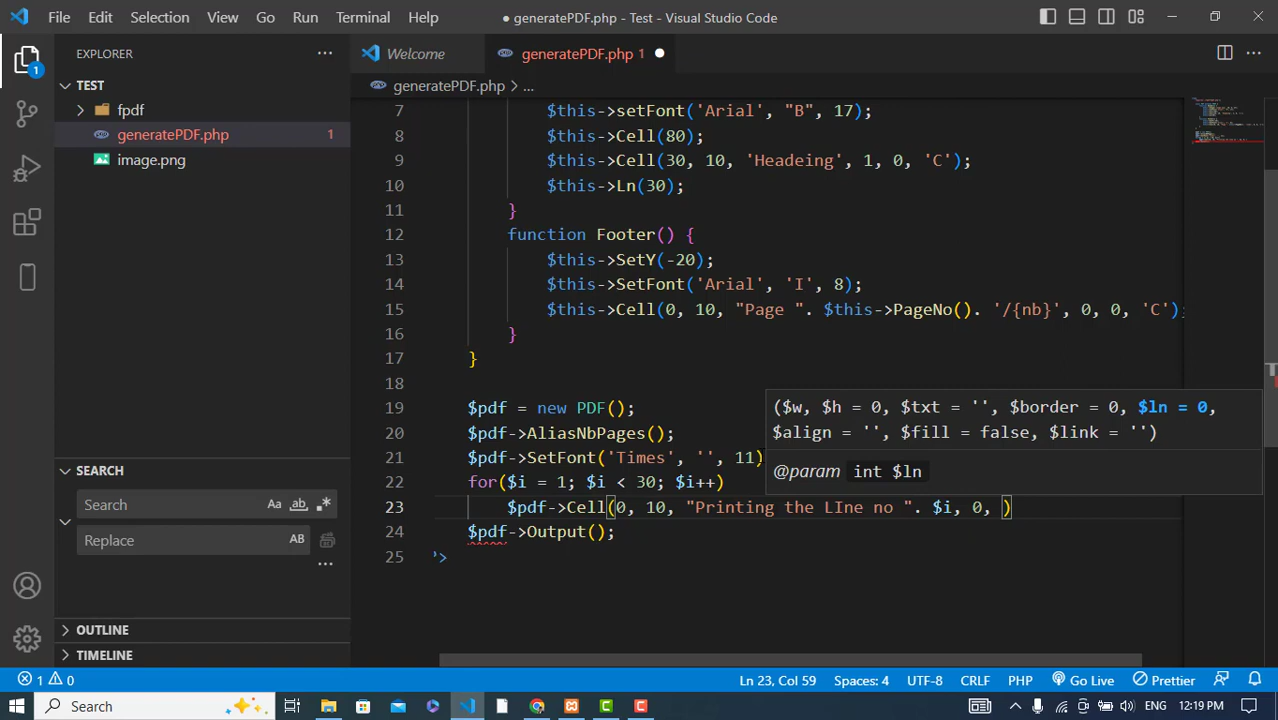 File Edit Selection View Go Run Terminal Help ● generatePDF.php - Test - Visual Studio Code
EXPLORER ···
Welcome
generatePDF.php 1
TEST
generatePDF.php > ...
fpdf
generatePDF.php 1
image.png
7 $this->setFont('Arial', "B", 17);
8 $this->Cell(80);
9 $this->Cell(30, 10, 'Headeing', 1, 0, 'C');
10 $this->Ln(30);
11 }
12 function Footer() {
13 $this->SetY(-20);
14 $this->SetFont('Arial', 'I', 8);
15 $this->Cell(0, 10, "Page ". $this->PageNo(). '/{nb}', 0, 0, 'C');
16 }
17 }
18
19 $pdf = new PDF();
20 $pdf->AliasNbPages();
21 $pdf->SetFont('Times', '', 11)
22 for($i = 1; $i < 30; $i++)
23 $pdf->Cell(0, 10, "Printing the LIne no ". $i, 0, )
24 $pdf->Output();
25 ?>
($w, $h = 0, $txt = '', $border = 0, $ln = 0,
$align = '', $fill = false, $link = '')
@param int $ln
SEARCH
Search Aa ab .*
Replace AB
···
OUTLINE
TIMELINE
1 0 Ln 23, Col 59 Spaces: 4 UTF-8 CRLF PHP Go Live Prettier
Search ENG 12:19 PM